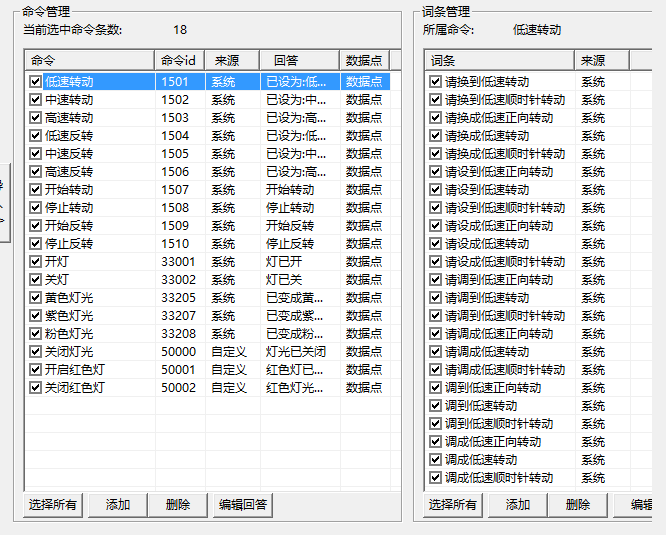 命令管理
当前选中命令条数: 18
命令 命令id 来源 回答 数据点
低速转动 1501 系统 已设为:低... 数据点
中速转动 1502 系统 已设为:中... 数据点
高速转动 1503 系统 已设为:高... 数据点
低速反转 1504 系统 已设为:低... 数据点
中速反转 1505 系统 已设为:中... 数据点
高速反转 1506 系统 已设为:高... 数据点
开始转动 1507 系统 开始转动 数据点
停止转动 1508 系统 停止转动 数据点
开始反转 1509 系统 开始反转 数据点
停止反转 1510 系统 停止反转 数据点
开灯 33001 系统 灯已开 数据点
关灯 33002 系统 灯已关 数据点
黄色灯光 33205 系统 已变成黄... 数据点
紫色灯光 33207 系统 已变成紫... 数据点
粉色灯光 33208 系统 已变成粉... 数据点
关闭灯光 50000 自定义 灯光已关闭 数据点
开启红色灯 50001 自定义 红色灯已... 数据点
关闭红色灯 50002 自定义 红色灯光... 数据点
选择所有 添加 删除 编辑回答
词条管理
所属命令: 低速转动
词条 来源
请换到低速转动 系统
请换到低速顺时针转动 系统
请换成低速正向转动 系统
请换成低速转动 系统
请换成低速顺时针转动 系统
请设到低速正向转动 系统
请设到低速转动 系统
请设到低速顺时针转动 系统
请设成低速正向转动 系统
请设成低速转动 系统
请设成低速顺时针转动 系统
请调到低速正向转动 系统
请调到低速转动 系统
请调到低速顺时针转动 系统
请调成低速正向转动 系统
请调成低速转动 系统
请调成低速顺时针转动 系统
调到低速正向转动 系统
调到低速转动 系统
调到低速顺时针转动 系统
调成低速正向转动 系统
调成低速转动 系统
调成低速顺时针转动 系统
选择所有 添加 删除 编辑